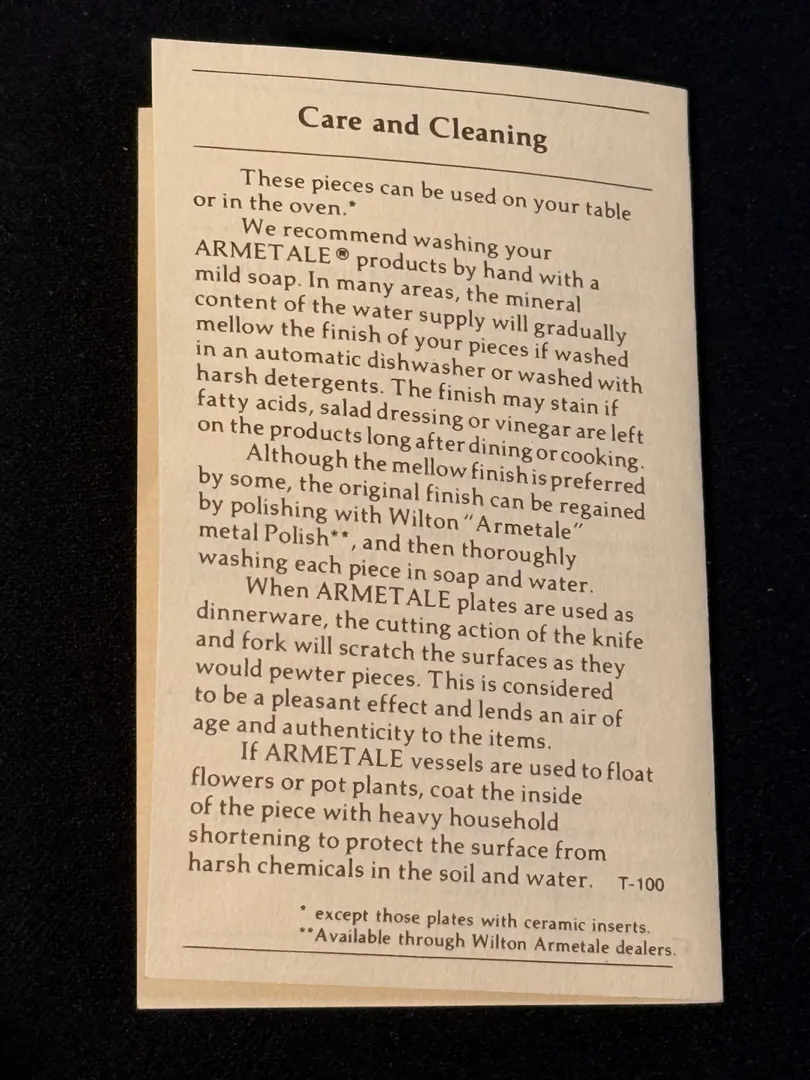 Care and Cleaning
These pieces can be used on your table
or in the oven.*
We recommend washing your
ARMETALE® products by hand with a
mild soap. In many areas, the mineral
content of the water supply will gradually
mellow the finish of your pieces if washed
in an automatic dishwasher or washed with
harsh detergents. The finish may stain if
fatty acids, salad dressing or vinegar are left
on the products long after dining or cooking.
Although the mellow finish is preferred
by some, the original finish can be regained
by polishing with Wilton "Armetale"
metal Polish**, and then thoroughly
washing each piece in soap and water.
When ARMETALE plates are used as
dinnerware, the cutting action of the knife
and fork will scratch the surfaces as they
would pewter pieces. This is considered
to be a pleasant effect and lends an air of
age and authenticity to the items.
If ARMETALE vessels are used to float
flowers or pot plants, coat the inside
of the piece with heavy household
shortening to protect the surface from
harsh chemicals in the soil and water. T-100
* except those plates with ceramic inserts.
**Available through Wilton Armetale dealers.